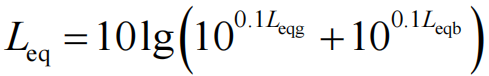 L_eq = 10lg(10^{0.1L_eqg} + 10^{0.1L_eqb})